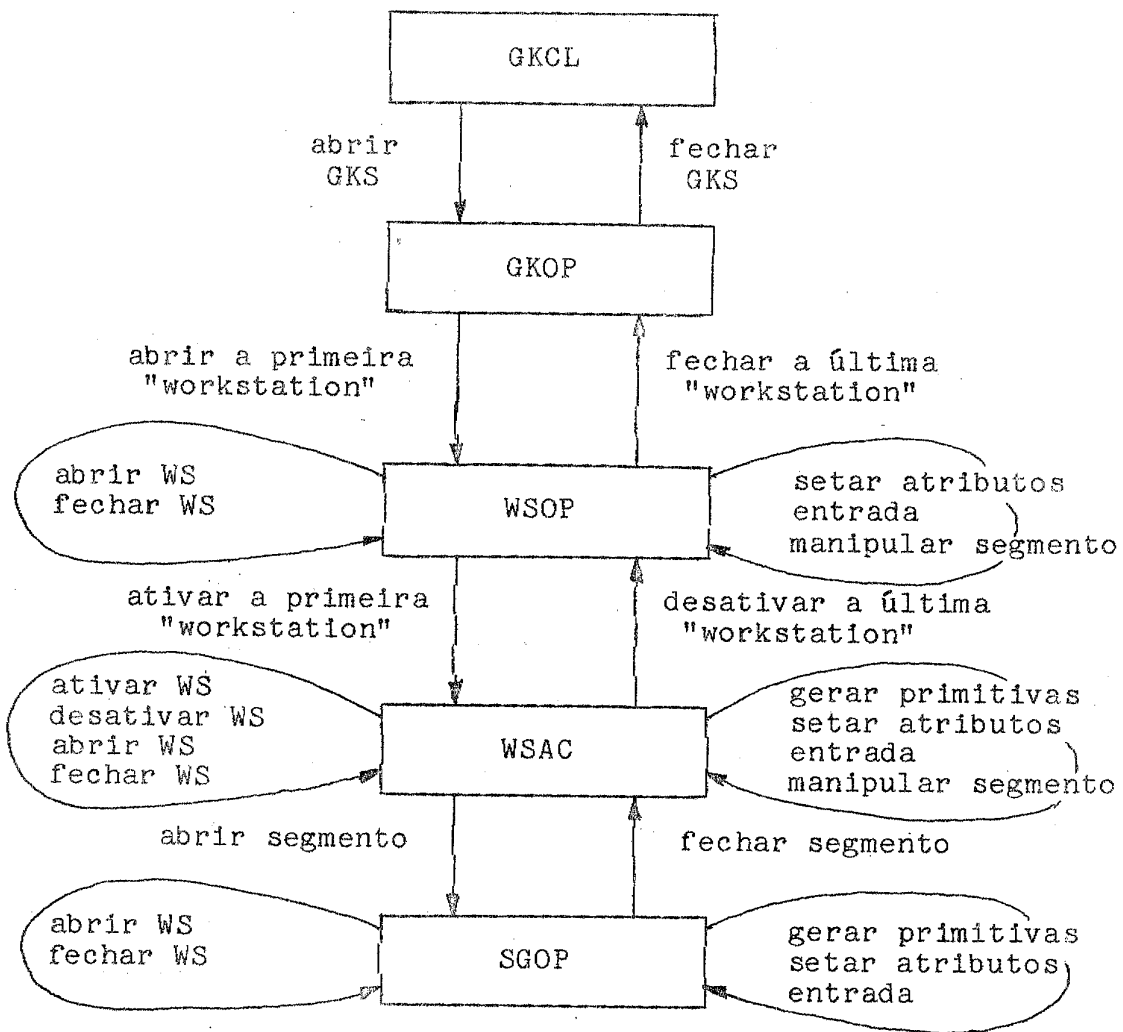 GKCL
abrir
GKS
fechar
GKS
GKOP
abrir a primeira
"workstation"
fechar a última
"workstation"
abrir WS
fechar WS
WSOP
setar atributos
entrada
manipular segmento
ativar a primeira
"workstation"
desativar a última
"workstation"
ativar WS
desativar WS
abrir WS
fechar WS
WSAC
gerar primitivas
setar atributos
entrada
manipular segmento
abrir segmento
fechar segmento
abrir WS
fechar WS
SGOP
gerar primitivas
setar atributos
entrada